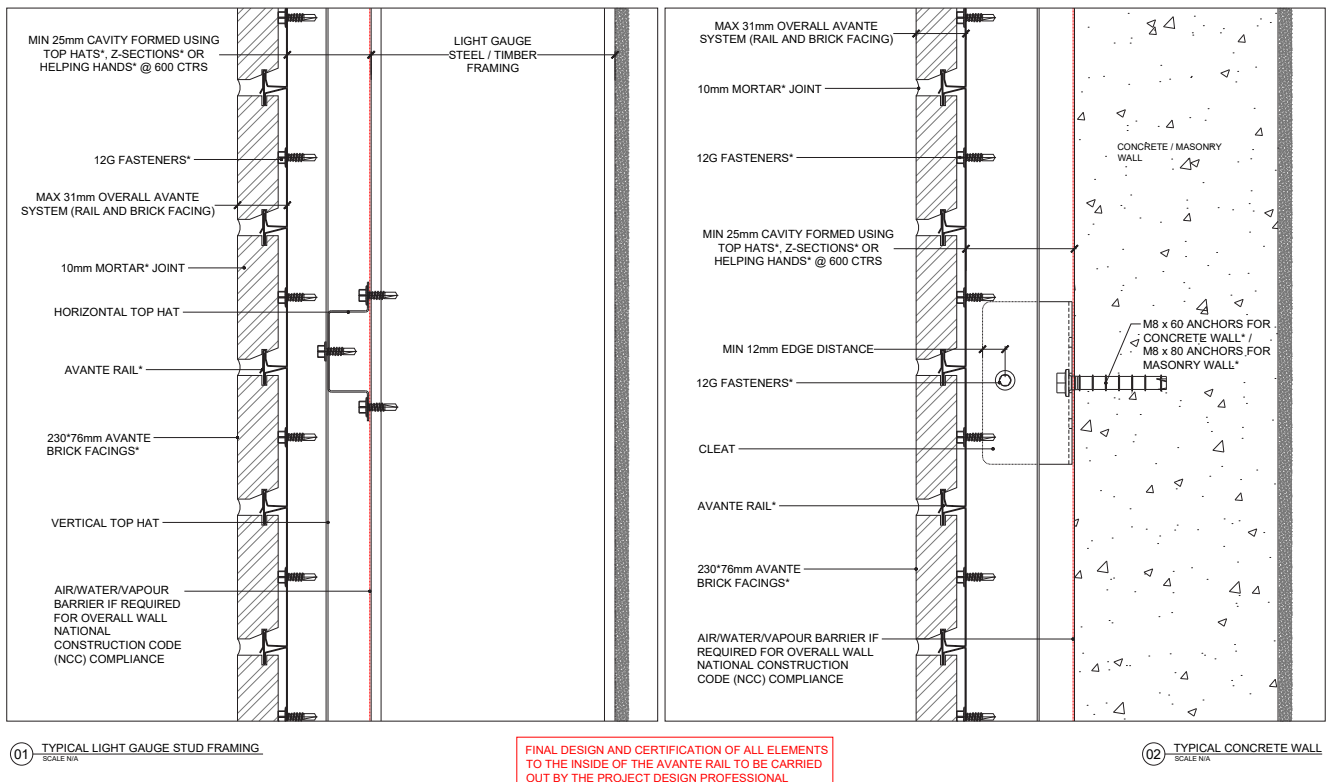 MIN 25mm CAVITY FORMED USING
TOP HATS*, Z-SECTIONS* OR
HELPING HANDS* @ 600 CTRS
LIGHT GAUGE
STEEL / TIMBER
FRAMING
12G FASTENERS*
MAX 31mm OVERALL AVANTE
SYSTEM (RAIL AND BRICK FACING)
10mm MORTAR* JOINT
HORIZONTAL TOP HAT
AVANTE RAIL*
230*76mm AVANTE
BRICK FACINGS*
VERTICAL TOP HAT
AIR/WATER/VAPOUR
BARRIER IF REQUIRED
FOR OVERALL WALL
NATIONAL
CONSTRUCTION CODE
(NCC) COMPLIANCE
01
TYPICAL LIGHT GAUGE STUD FRAMING
SCALE N/A
MAX 31mm OVERALL AVANTE
SYSTEM (RAIL AND BRICK FACING)
10mm MORTAR* JOINT
12G FASTENERS*
CONCRETE / MASONRY
WALL
MIN 25mm CAVITY FORMED USING
TOP HATS*, Z-SECTIONS* OR
HELPING HANDS* @ 600 CTRS
M8 x 60 ANCHORS FOR
CONCRETE WALL* /
M8 x 80 ANCHORS FOR
MASONRY WALL*
MIN 12mm EDGE DISTANCE
12G FASTENERS*
CLEAT
AVANTE RAIL*
230*76mm AVANTE
BRICK FACINGS*
AIR/WATER/VAPOUR BARRIER IF
REQUIRED FOR OVERALL WALL
NATIONAL CONSTRUCTION
CODE (NCC) COMPLIANCE
02
TYPICAL CONCRETE WALL
SCALE N/A
FINAL DESIGN AND CERTIFICATION OF ALL ELEMENTS
TO THE INSIDE OF THE AVANTE RAIL TO BE CARRIED
OUT BY THE PROJECT DESIGN PROFESSIONAL